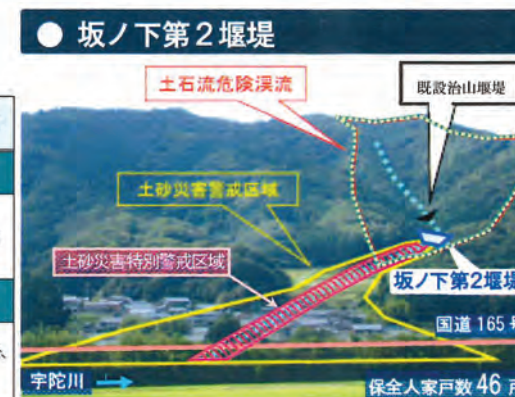 ● 坂ノ下第２堰堤
土石流危険渓流
既設治山堰堤
土砂災害警戒区域
土砂災害特別警戒区域
坂ノ下第2堰堤
国道 165 号
宇陀川
保全人家戸数 46 戸